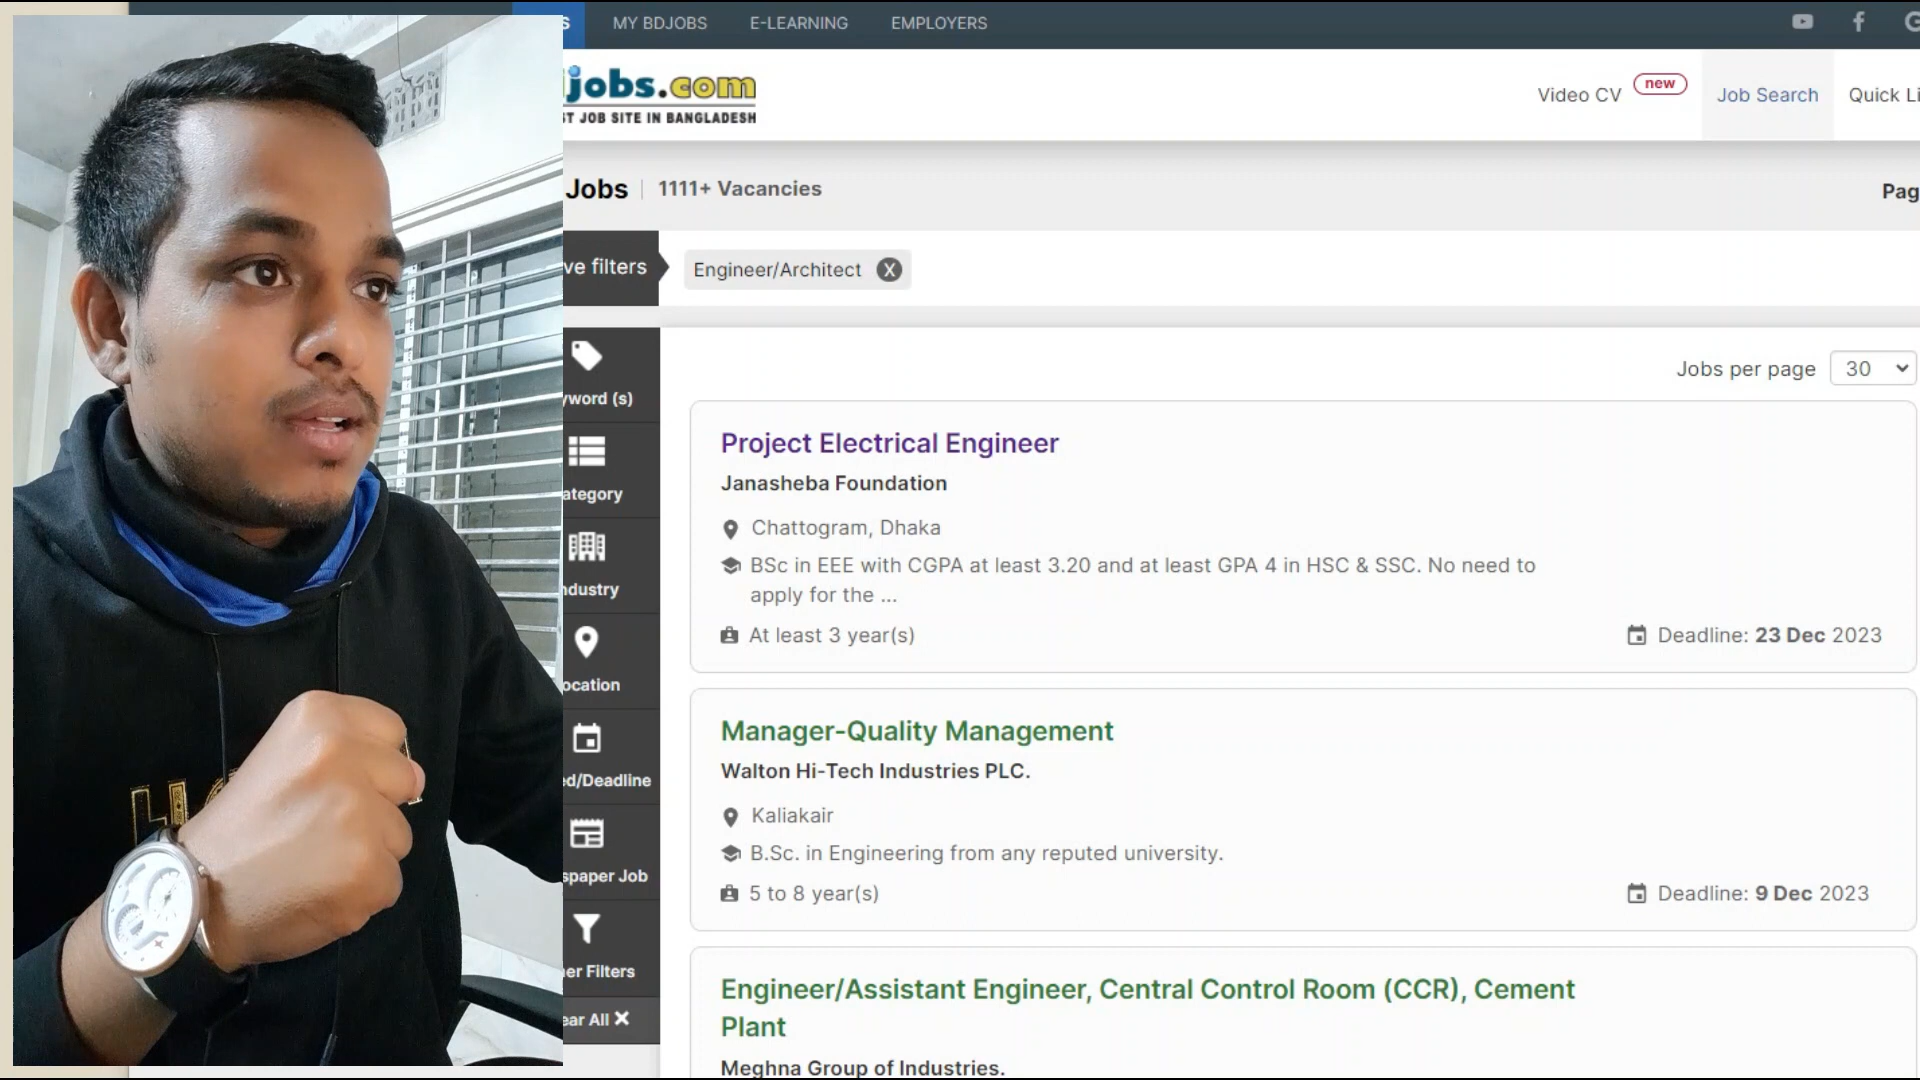 MY BDJOBS E-LEARNING EMPLOYERS
jobs.com
ST JOB SITE IN BANGLADESH
Video CV new Job Search Quick Li
Jobs 1111+ Vacancies
Pag
ve filters Engineer/Architect X
yword (s)
ategory
ndustry
ocation
ed/Deadline
spaper Job
er Filters
ear All X
Jobs per page 30
Project Electrical Engineer
Janasheba Foundation
Chattogram, Dhaka
BSc in EEE with CGPA at least 3.20 and at least GPA 4 in HSC & SSC. No need to
apply for the ...
At least 3 year(s) Deadline: 23 Dec 2023
Manager-Quality Management
Walton Hi-Tech Industries PLC.
Kaliakair
B.Sc. in Engineering from any reputed university.
5 to 8 year(s) Deadline: 9 Dec 2023
Engineer/Assistant Engineer, Central Control Room (CCR), Cement
Plant
Meghna Group of Industries.